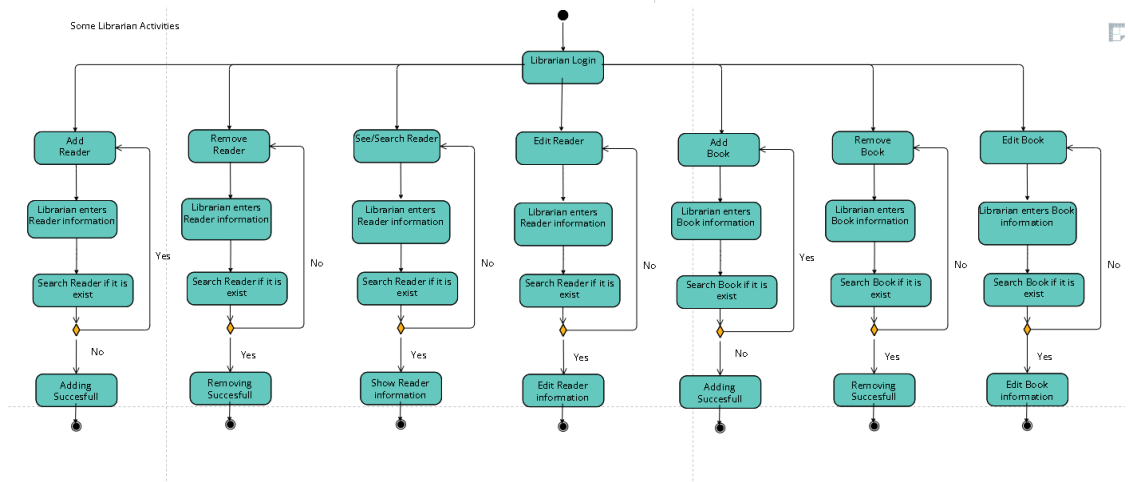 Some Librarian Activities
Librarian Login
Add
Reader
Remove
Reader
See/Search Reader
Edit Reader
Add
Book
Remove
Book
Edit Book
Librarian enters
Reader information
Librarian enters
Reader information
Librarian enters
Reader information
Librarian enters
Reader information
Librarian enters
Book information
Librarian enters
Book information
Librarian enters Book
information
Yes
No
No
No
Yes
No
No
Search Reader if it is
exist
Search Reader if it is
exist
Search Reader if it is
exist
Search Reader if it is
exist
Search Book if it is
exist
Search Book if it is
exist
Search Book if it is
exist
No
Yes
Yes
Yes
No
Yes
Yes
Adding
Succesfull
Removing
Succesfull
Show Reader
information
Edit Reader
information
Adding
Succesfull
Removing
Succesfull
Edit Book
information